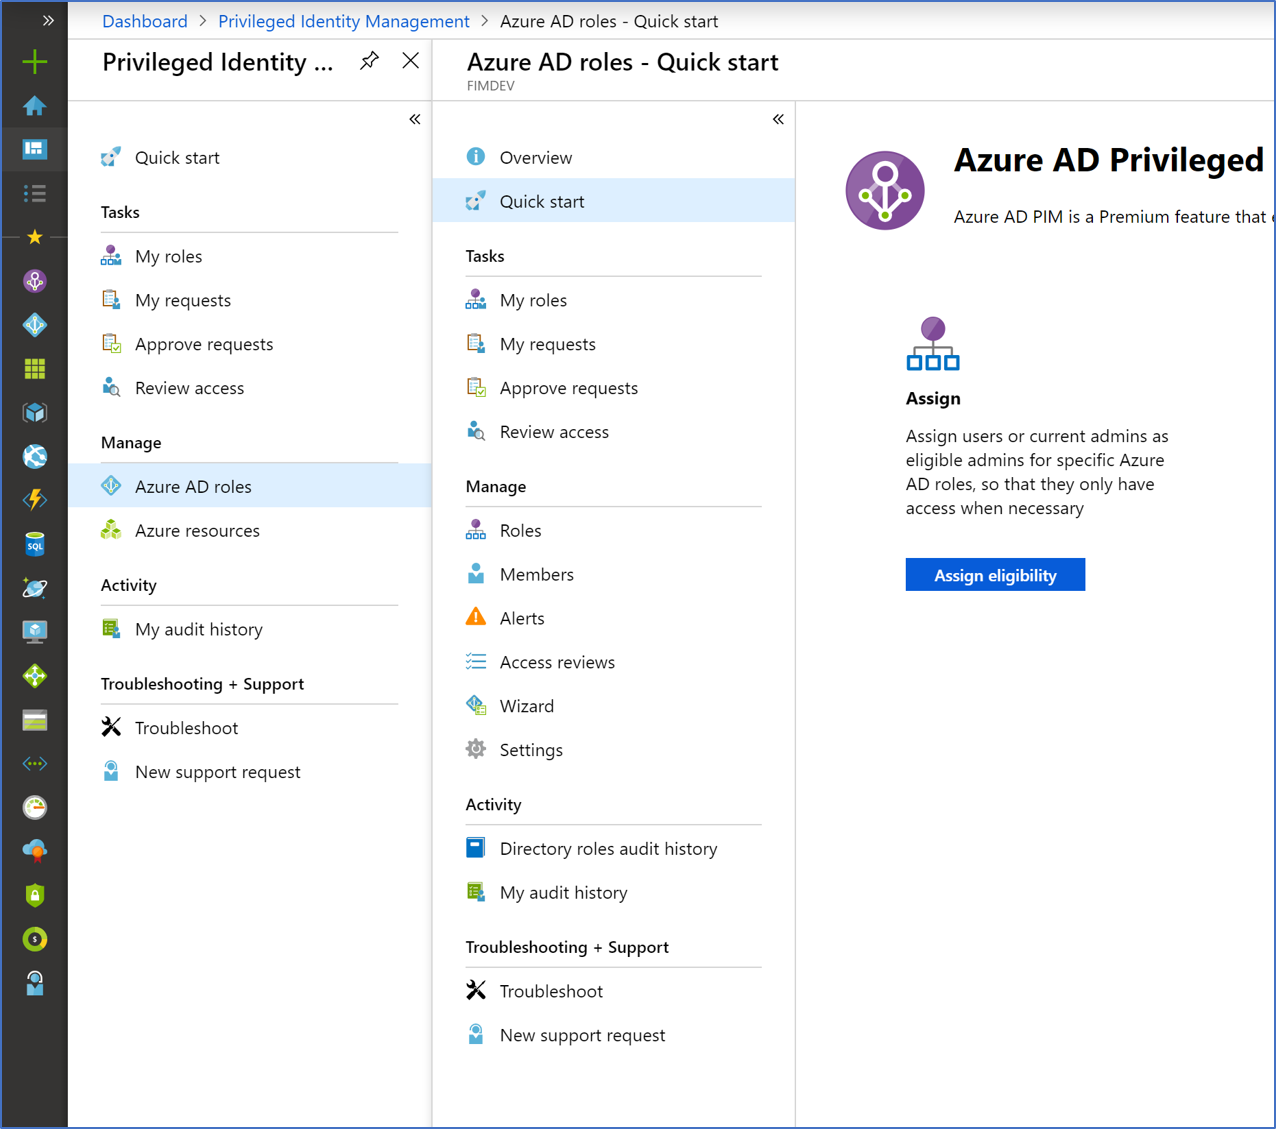 Dashboard > Privileged Identity Management > Azure AD roles - Quick start
Privileged Identity ...
Quick start
Tasks
My roles
My requests
Approve requests
Review access
Manage
Azure AD roles
Azure resources
Activity
My audit history
Troubleshooting + Support
Troubleshoot
New support request
Azure AD roles - Quick start
FIMDEV
Overview
Quick start
Tasks
My roles
My requests
Approve requests
Review access
Manage
Roles
Members
Alerts
Access reviews
Wizard
Settings
Activity
Directory roles audit history
My audit history
Troubleshooting + Support
Troubleshoot
New support request
Azure AD Privileged
Azure AD PIM is a Premium feature that
Assign
Assign users or current admins as
eligible admins for specific Azure
AD roles, so that they only have
access when necessary
Assign eligibility
SQL